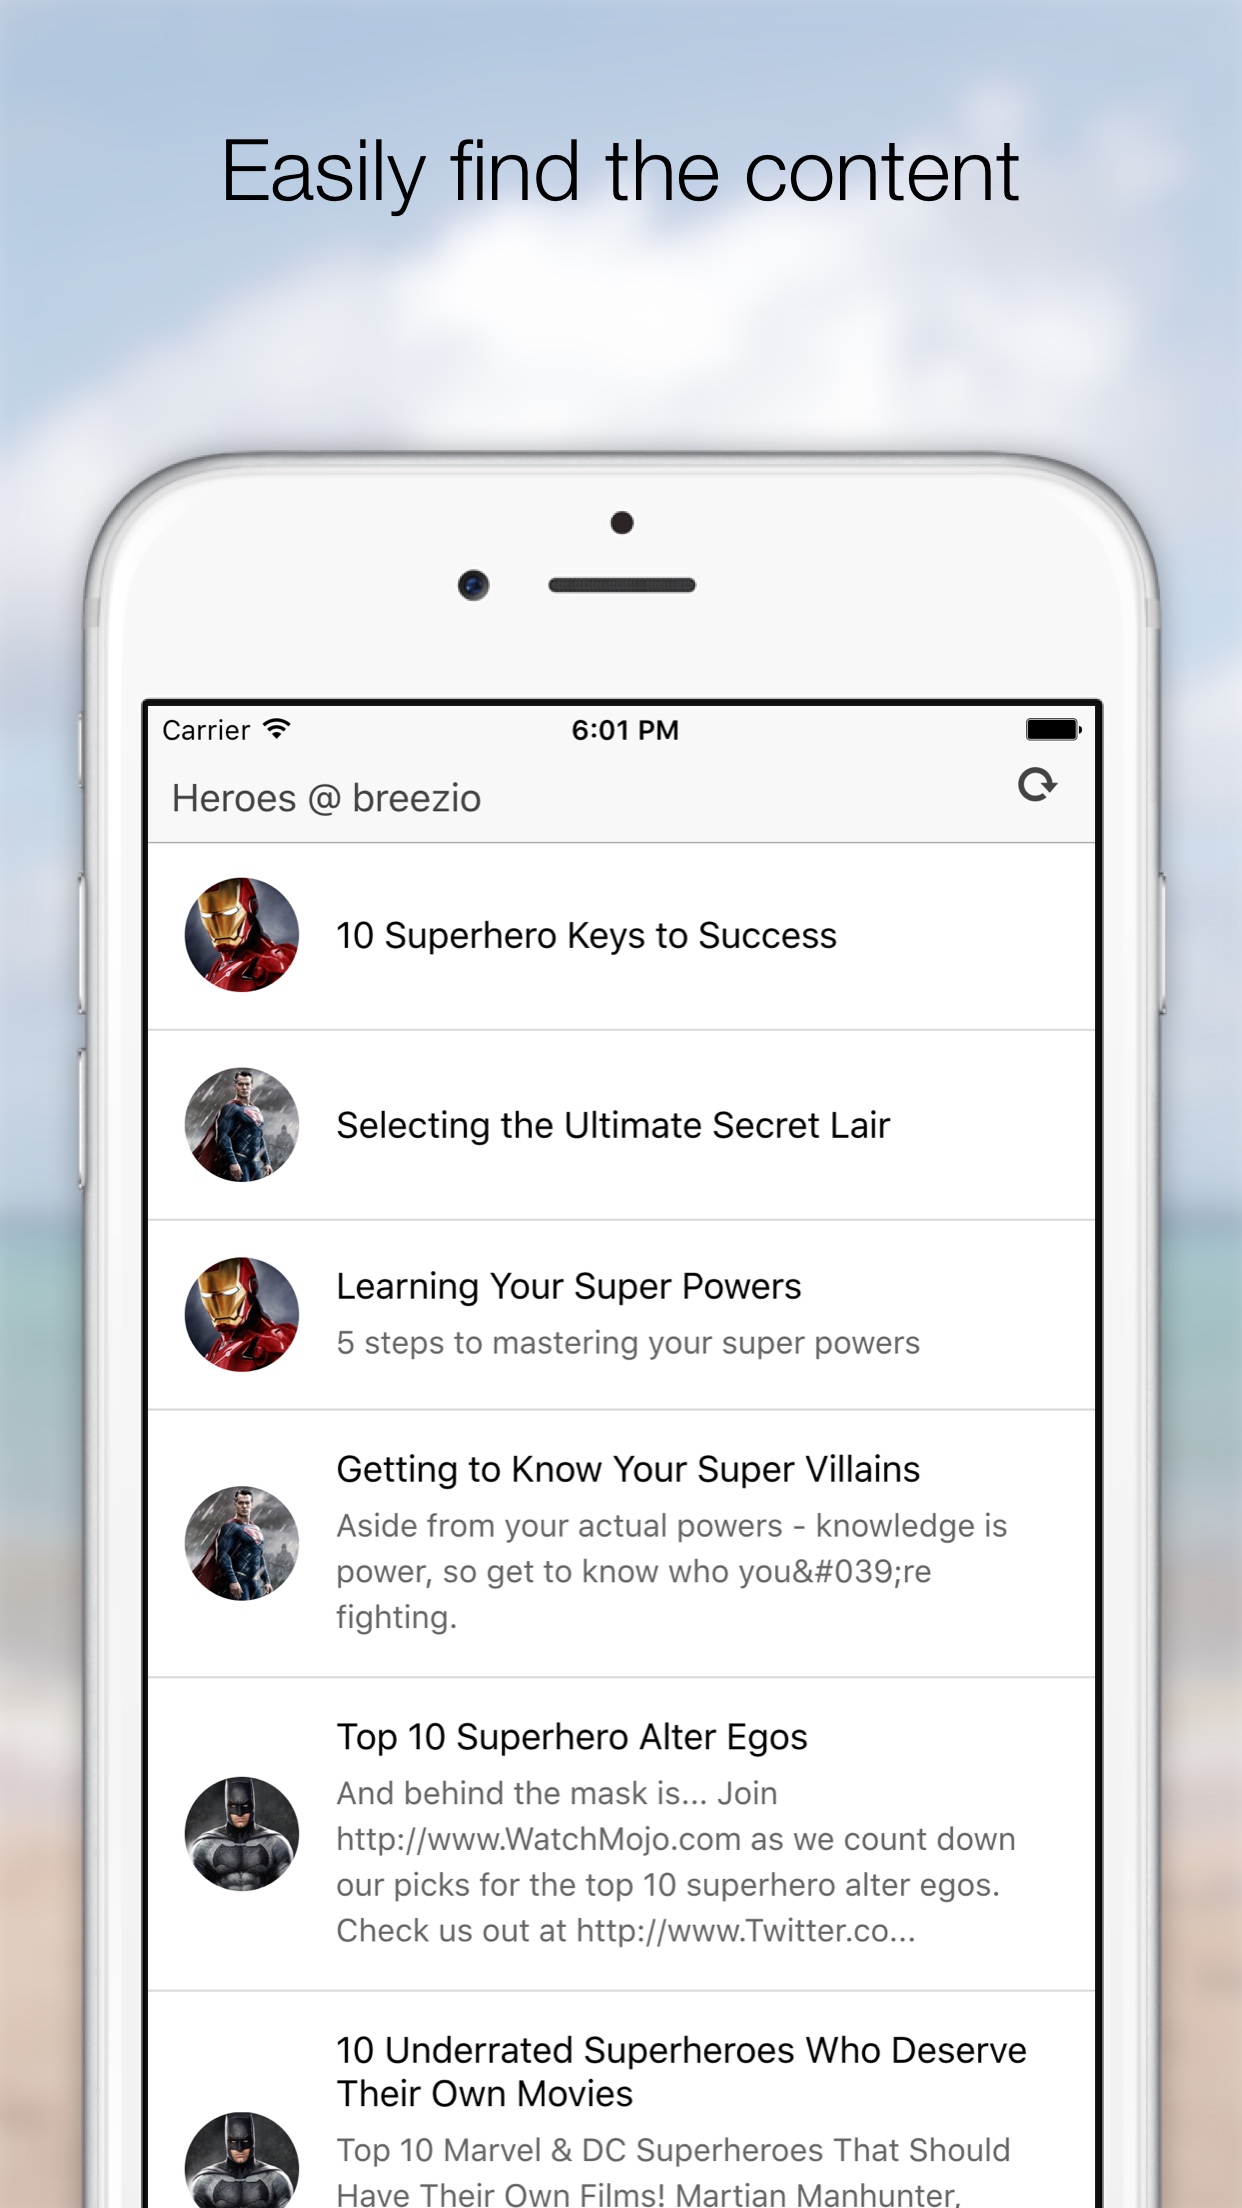 Easily find the content
Carrier
6:01 PM
Heroes @ breezio
10 Superhero Keys to Success
Selecting the Ultimate Secret Lair
Learning Your Super Powers
5 steps to mastering your super powers
Getting to Know Your Super Villains
Aside from your actual powers - knowledge is
power, so get to know who you&#039;re
fighting.
Top 10 Superhero Alter Egos
And behind the mask is... Join
http://www.WatchMojo.com as we count down
our picks for the top 10 superhero alter egos.
Check us out at http://www.Twitter.co...
10 Underrated Superheroes Who Deserve
Their Own Movies
Top 10 Marvel & DC Superheroes That Should
Have Their Own Films! Martian Manhunter,